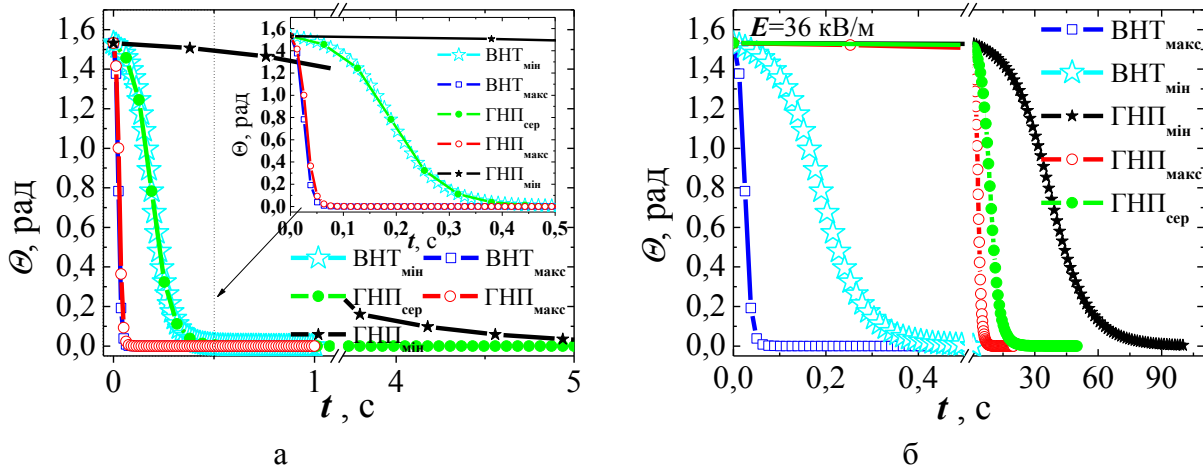 1,6
1,4
1,2
1,0
0,8
0,6
0,4
0,2
0,0
Θ, рад
0
1
4
5
t , с
1,6
1,4
1,2
1,0
0,8
0,6
0,4
0,2
0,0
Θ, рад
0,0 0,1 0,2 0,3 0,4 0,5
t, с
ВНТмін
ВНТмакс
ГНПсер
ГНПмакс
ГНПмін
ВНТмін ВНТмакс
ГНПсер ГНПмакс
ГНПмін
а
E=36 кВ/м
1,6
1,4
1,2
1,0
0,8
0,6
0,4
0,2
0,0
Θ, рад
0,0 0,2 0,4 30 60 90
t , с
ВНТмакс
ВНТмін
ГНПмін
ГНПмакс
ГНПсер
б